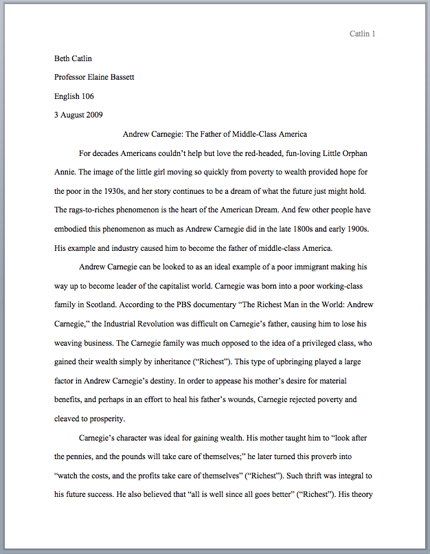 Catlin 1
Beth Catlin
Professor Elaine Bassett
English 106
3 August 2009
Andrew Carnegie: The Father of Middle-Class America
For decades Americans couldn't help but love the red-headed, fun-loving Little Orphan
Annie. The image of the little girl moving so quickly from poverty to wealth provided hope for
the poor in the 1930s, and her story continues to be a dream of what the future just might hold.
The rags-to-riches phenomenon is the heart of the American Dream. And few other people have
embodied this phenomenon as much as Andrew Carnegie did in the late 1800s and early 1900s.
His example and industry caused him to become the father of middle-class America.
Andrew Carnegie can be looked to as an ideal example of a poor immigrant making his
way up to become leader of the capitalist world. Carnegie was born into a poor working-class
family in Scotland. According to the PBS documentary “The Richest Man in the World: Andrew
Carnegie,” the Industrial Revolution was difficult on Carnegie's father, causing him to lose his
weaving business. The Carnegie family was much opposed to the idea of a privileged class, who
gained their wealth simply by inheritance (“Richest”). This type of upbringing played a large
factor in Andrew Carnegie's destiny. In order to appease his mother's desire for material
benefits, and perhaps in an effort to heal his father's wounds, Carnegie rejected poverty and
cleaved to prosperity.
Carnegie's character was ideal for gaining wealth. His mother taught him to “look after
the pennies, and the pounds will take care of themselves;” he later turned this proverb into
“watch the costs, and the profits take care of themselves” (“Richest”). Such thrift was integral to
his future success. He also believed that “all is well since all goes better” (“Richest”). His theory